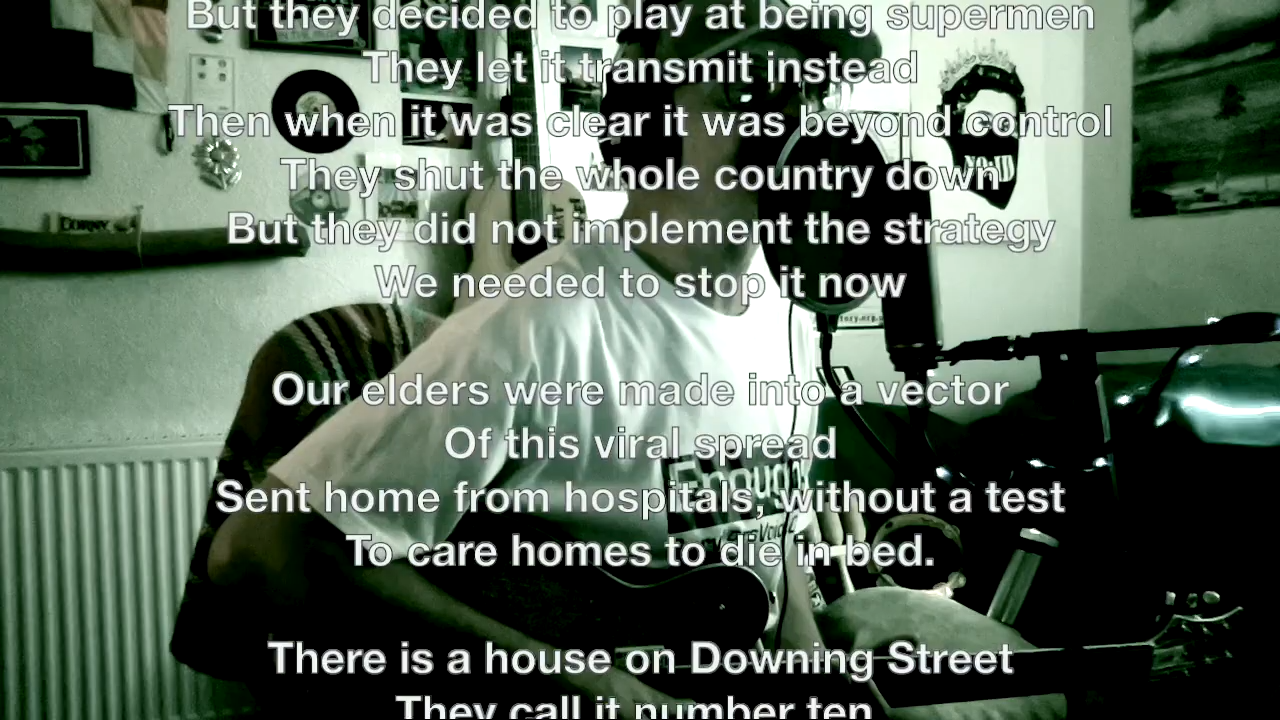 But they decided to play at being supermen
They let it transmit instead
Then when it was clear it was beyond control
They shut the whole country down
But they did not implement the strategy
We needed to stop it now
Our elders were made into a vector
Of this viral spread
Sent home from hospitals, without a test
To care homes to die in bed.
There is a house on Downing Street
They call it number ten
CORNY
Enough